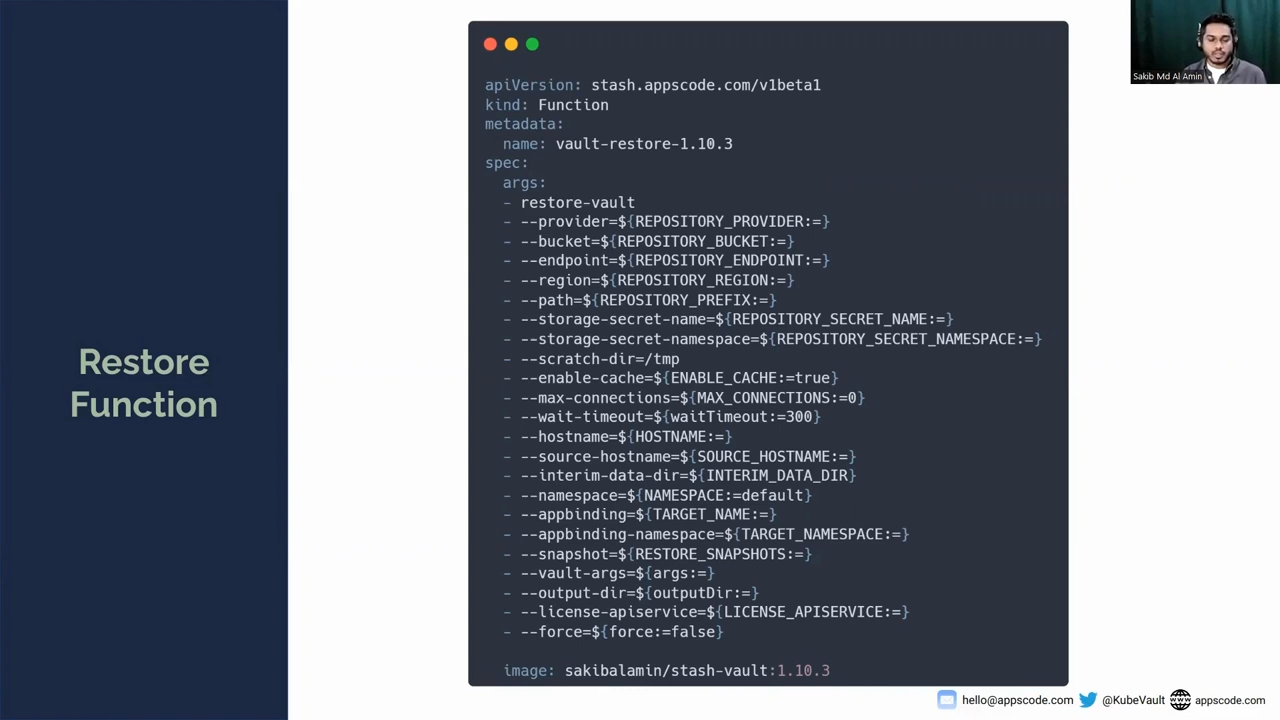 Restore
Function
apiVersion: stash.appscode.com/v1beta1
kind: Function
metadata:
  name: vault-restore-1.10.3
spec:
  args:
  - restore-vault
  - --provider=${REPOSITORY_PROVIDER:=}
  - --bucket=${REPOSITORY_BUCKET:=}
  - --endpoint=${REPOSITORY_ENDPOINT:=}
  - --region=${REPOSITORY_REGION:=}
  - --path=${REPOSITORY_PREFIX:=}
  - --storage-secret-name=${REPOSITORY_SECRET_NAME:=}
  - --storage-secret-namespace=${REPOSITORY_SECRET_NAMESPACE:=}
  - --scratch-dir=/tmp
  - --enable-cache=${ENABLE_CACHE:=true}
  - --max-connections=${MAX_CONNECTIONS:=0}
  - --wait-timeout=${waitTimeout:=300}
  - --hostname=${HOSTNAME:=}
  - --source-hostname=${SOURCE_HOSTNAME:=}
  - --interim-data-dir=${INTERIM_DATA_DIR}
  - --namespace=${NAMESPACE:=default}
  - --appbinding=${TARGET_NAME:=}
  - --appbinding-namespace=${TARGET_NAMESPACE:=}
  - --snapshot=${RESTORE_SNAPSHOTS:=}
  - --vault-args=${args:=}
  - --output-dir=${outputDir:=}
  - --license-apiservice=${LICENSE_APISERVICE:=}
  - --force=${force:=false}
  image: sakibalamin/stash-vault:1.10.3
Sakib Md Al Amin
hello@appscode.com @KubeVault appscode.com